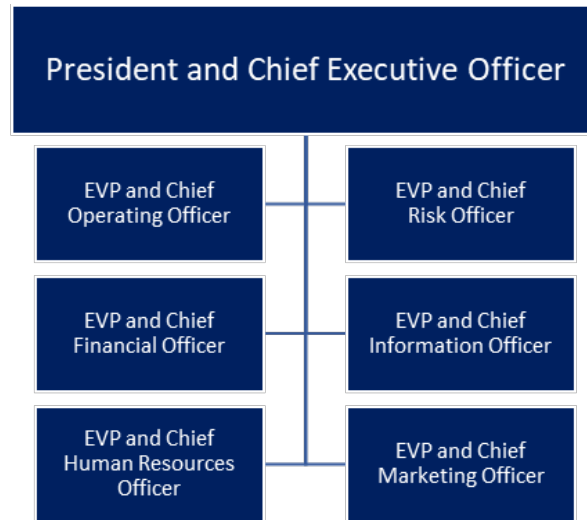 President and Chief Executive Officer
EVP and Chief
Operating Officer
EVP and Chief
Risk Officer
EVP and Chief
Financial Officer
EVP and Chief
Information Officer
EVP and Chief
Human Resources
Officer
EVP and Chief
Marketing Officer